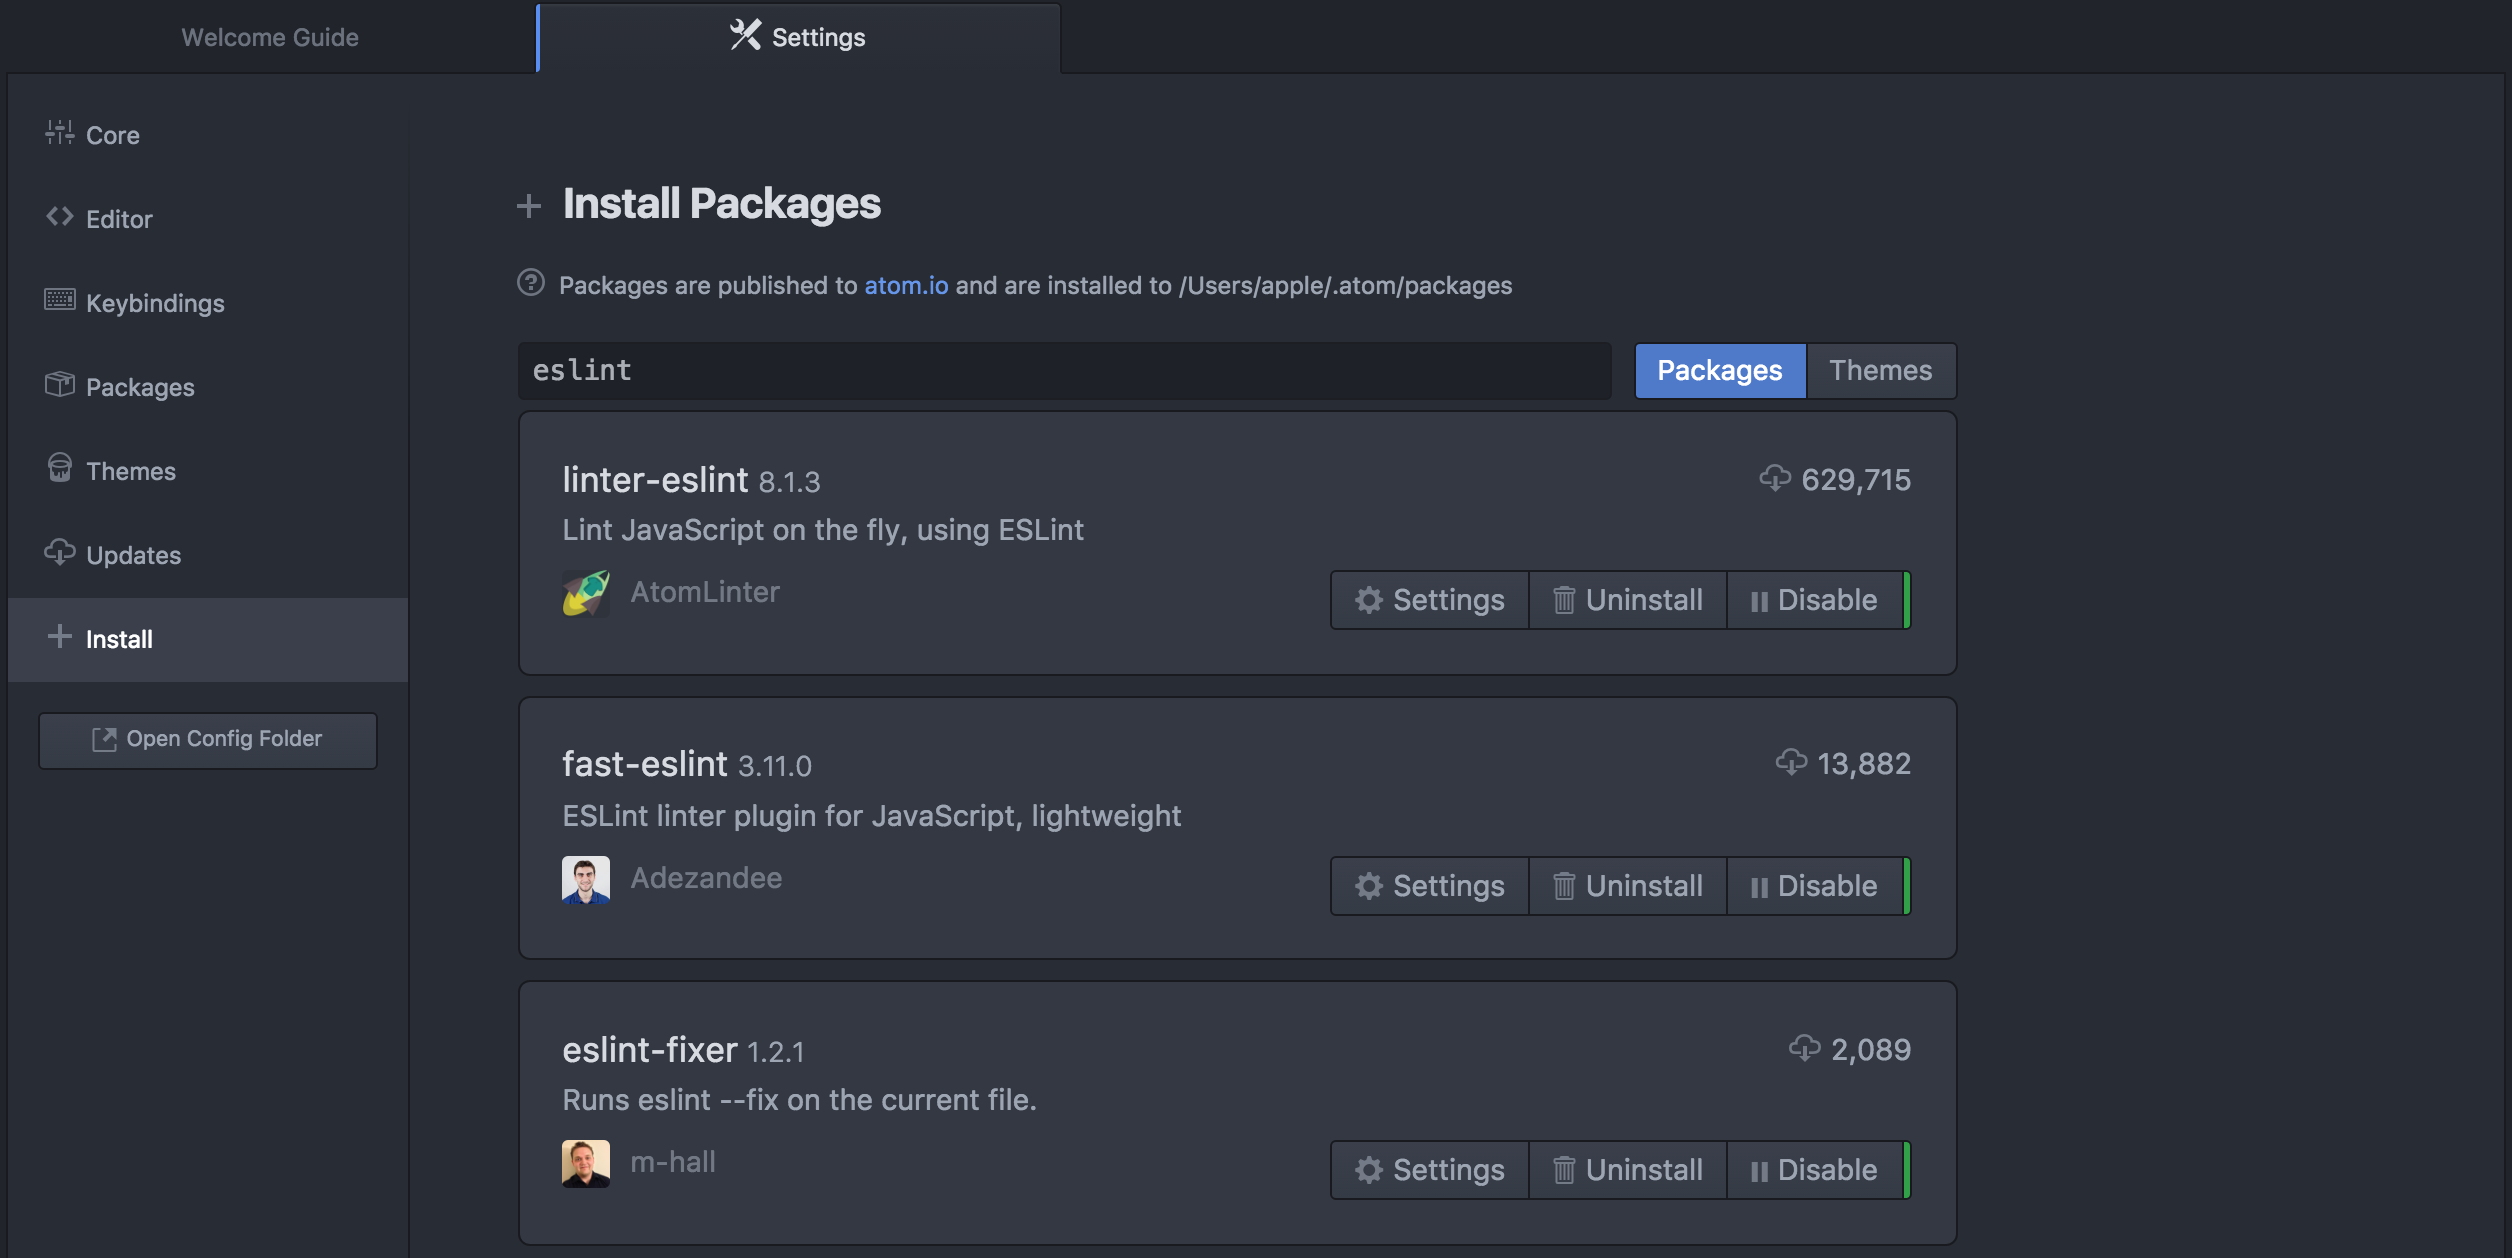 Welcome Guide
Settings
Core
Editor
Keybindings
Packages
Themes
Updates
Install
Open Config Folder
Install Packages
Packages are published to atom.io and are installed to /Users/apple/.atom/packages
eslint
Packages Themes
linter-eslint 8.1.3
629,715
Lint JavaScript on the fly, using ESLint
AtomLinter
Settings Uninstall Disable
fast-eslint 3.11.0
13,882
ESLint linter plugin for JavaScript, lightweight
Adezandee
Settings Uninstall Disable
eslint-fixer 1.2.1
2,089
Runs eslint --fix on the current file.
m-hall
Settings Uninstall Disable